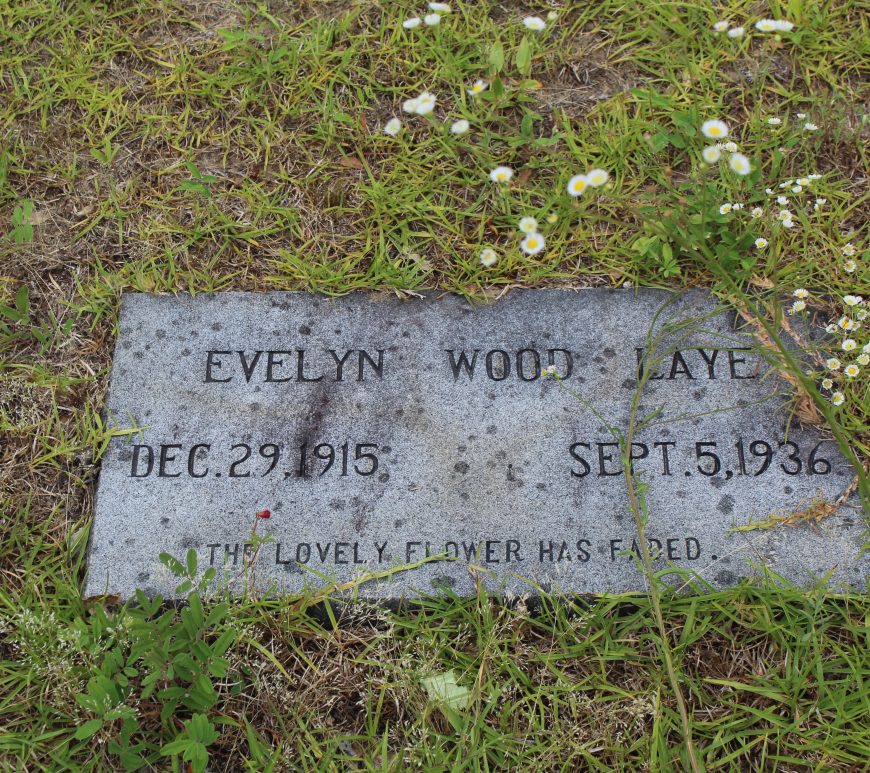 EVELYN WOOD
DEC.29,1915 SEPT.5,1936
THE LOVELY FLOWER HAS FADED.